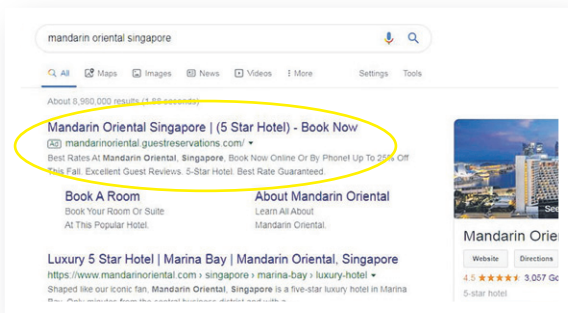 mandarin oriental singapore
All Maps Images News Videos More Settings Tools
About 8,980,000 results (1.88 seconds)
Mandarin Oriental Singapore | (5 Star Hotel) - Book Now
Ad mandarinoriental.guestreservations.com/
Best Rates At Mandarin Oriental, Singapore, Book Now Online Or By Phone! Up To 25% Off
This Fall. Excellent Guest Reviews. 5-Star Hotel. Best Rate Guaranteed.
Book A Room
Book Your Room Or Suite
At This Popular Hotel.
About Mandarin Oriental
Learn All About
Mandarin Oriental.
Luxury 5 Star Hotel | Marina Bay | Mandarin Oriental, Singapore
https://www.mandarinoriental.com › singapore › marina-bay › luxury-hotel
Shaped like our iconic fan, Mandarin Oriental, Singapore is a five-star luxury hotel in Marina
Bay. Only minutes from the central business district and with a
See
Mandarin Orie
Website Directions
4.5 ★★★★★ 3,057 Go
5-star hotel